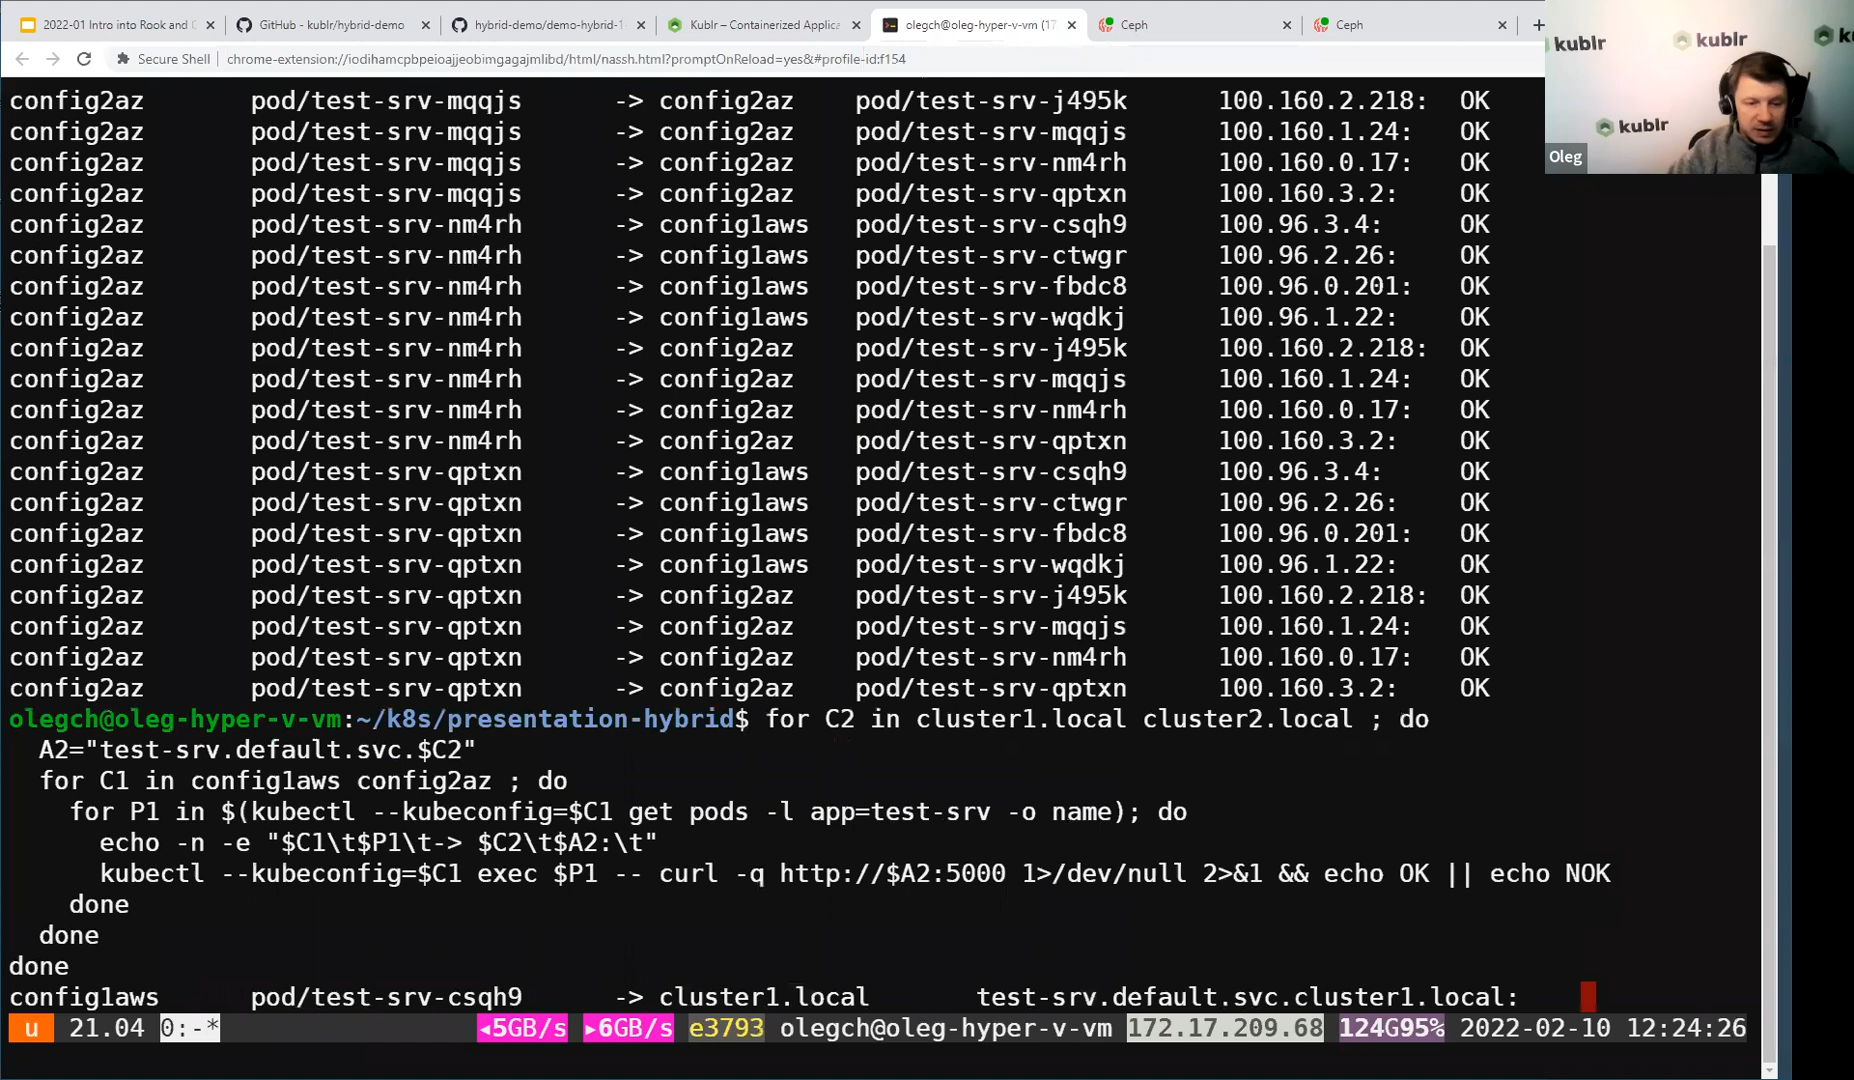 2022-01 Intro into Rook and C
GitHub - kublr/hybrid-demo
hybrid-demo/demo-hybrid-1
Kublr – Containerized Applica
olegch@oleg-hyper-v-vm (17
Ceph
Ceph
Secure Shell chrome-extension://iodihamcpbpeioajjeobimgagajmlibd/html/nassh.html?promptOnReload=yes&#profile-id:f154
kublr
kublr
kublr
Oleg
config2az pod/test-srv-mqqjs -> config2az pod/test-srv-j495k 100.160.2.218: OK
config2az pod/test-srv-mqqjs -> config2az pod/test-srv-mqqjs 100.160.1.24: OK
config2az pod/test-srv-mqqjs -> config2az pod/test-srv-nm4rh 100.160.0.17: OK
config2az pod/test-srv-mqqjs -> config2az pod/test-srv-qptxn 100.160.3.2: OK
config2az pod/test-srv-nm4rh -> config1aws pod/test-srv-csqh9 100.96.3.4: OK
config2az pod/test-srv-nm4rh -> config1aws pod/test-srv-ctwgr 100.96.2.26: OK
config2az pod/test-srv-nm4rh -> config1aws pod/test-srv-fbdc8 100.96.0.201: OK
config2az pod/test-srv-nm4rh -> config1aws pod/test-srv-wqdkj 100.96.1.22: OK
config2az pod/test-srv-nm4rh -> config2az pod/test-srv-j495k 100.160.2.218: OK
config2az pod/test-srv-nm4rh -> config2az pod/test-srv-mqqjs 100.160.1.24: OK
config2az pod/test-srv-nm4rh -> config2az pod/test-srv-nm4rh 100.160.0.17: OK
config2az pod/test-srv-nm4rh -> config2az pod/test-srv-qptxn 100.160.3.2: OK
config2az pod/test-srv-qptxn -> config1aws pod/test-srv-csqh9 100.96.3.4: OK
config2az pod/test-srv-qptxn -> config1aws pod/test-srv-ctwgr 100.96.2.26: OK
config2az pod/test-srv-qptxn -> config1aws pod/test-srv-fbdc8 100.96.0.201: OK
config2az pod/test-srv-qptxn -> config1aws pod/test-srv-wqdkj 100.96.1.22: OK
config2az pod/test-srv-qptxn -> config2az pod/test-srv-j495k 100.160.2.218: OK
config2az pod/test-srv-qptxn -> config2az pod/test-srv-mqqjs 100.160.1.24: OK
config2az pod/test-srv-qptxn -> config2az pod/test-srv-nm4rh 100.160.0.17: OK
config2az pod/test-srv-qptxn -> config2az pod/test-srv-qptxn 100.160.3.2: OK
olegch@oleg-hyper-v-vm:~/k8s/presentation-hybrid$ for C2 in cluster1.local cluster2.local ; do
  A2="test-srv.default.svc.$C2"
  for C1 in config1aws config2az ; do
    for P1 in $(kubectl --kubeconfig=$C1 get pods -l app=test-srv -o name); do
      echo -n -e "$C1\t$P1\t-> $C2\t$A2:\t"
      kubectl --kubeconfig=$C1 exec $P1 -- curl -q http://$A2:5000 1>/dev/null 2>&1 && echo OK || echo NOK
    done
  done
done
config1aws pod/test-srv-csqh9 -> cluster1.local test-srv.default.svc.cluster1.local:
u 21.04 0:-* ◂5GB/s ▸6GB/s e3793 olegch@oleg-hyper-v-vm 172.17.209.68 124G95% 2022-02-10 12:24:26